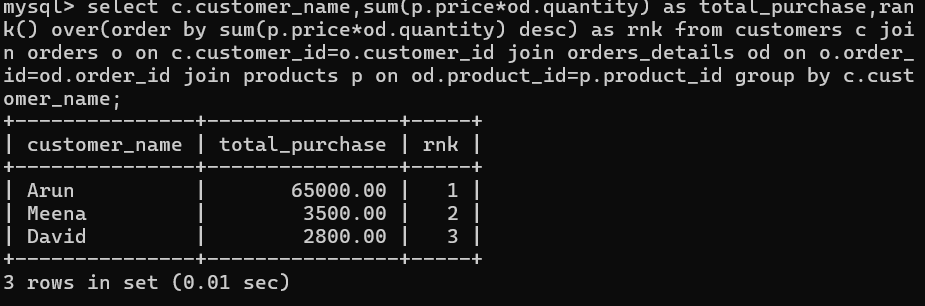 mysql> select c.customer_name,sum(p.price*od.quantity) as total_purchase,ran
k() over(order by sum(p.price*od.quantity) desc) as rnk from customers c joi
n orders o on c.customer_id=o.customer_id join orders_details od on o.order_
id=od.order_id join products p on od.product_id=p.product_id group by c.cust
omer_name;
+---------------+----------------+-----+
| customer_name | total_purchase | rnk |
+---------------+----------------+-----+
| Arun          |       65000.00 |   1 |
| Meena         |        3500.00 |   2 |
| David         |        2800.00 |   3 |
+---------------+----------------+-----+
3 rows in set (0.01 sec)